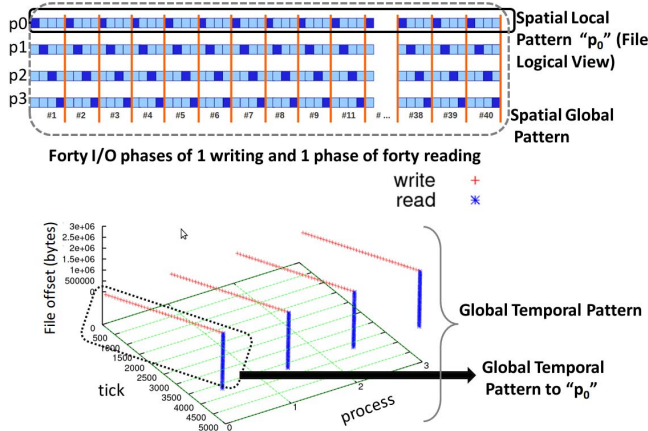 p0
p1
p2
p3
#1 #2 #3 #4 #5 #6 #7 #8 #9 #11 # ... #38 #39 #40
Spatial Local
Pattern “p0” (File
Logical View)
Spatial Global
Pattern
Forty I/O phases of 1 writing and 1 phase of forty reading
write
read
File offset (bytes)
3e+06
2.5e+06
2e+06
1.5e+06
1e+06
500000
0
0
500
1000
1500
2000
2500
3000
3500
4000
4500
5000
tick
0
1
2
3
process
Global Temporal Pattern
Global Temporal
Pattern to “p0”